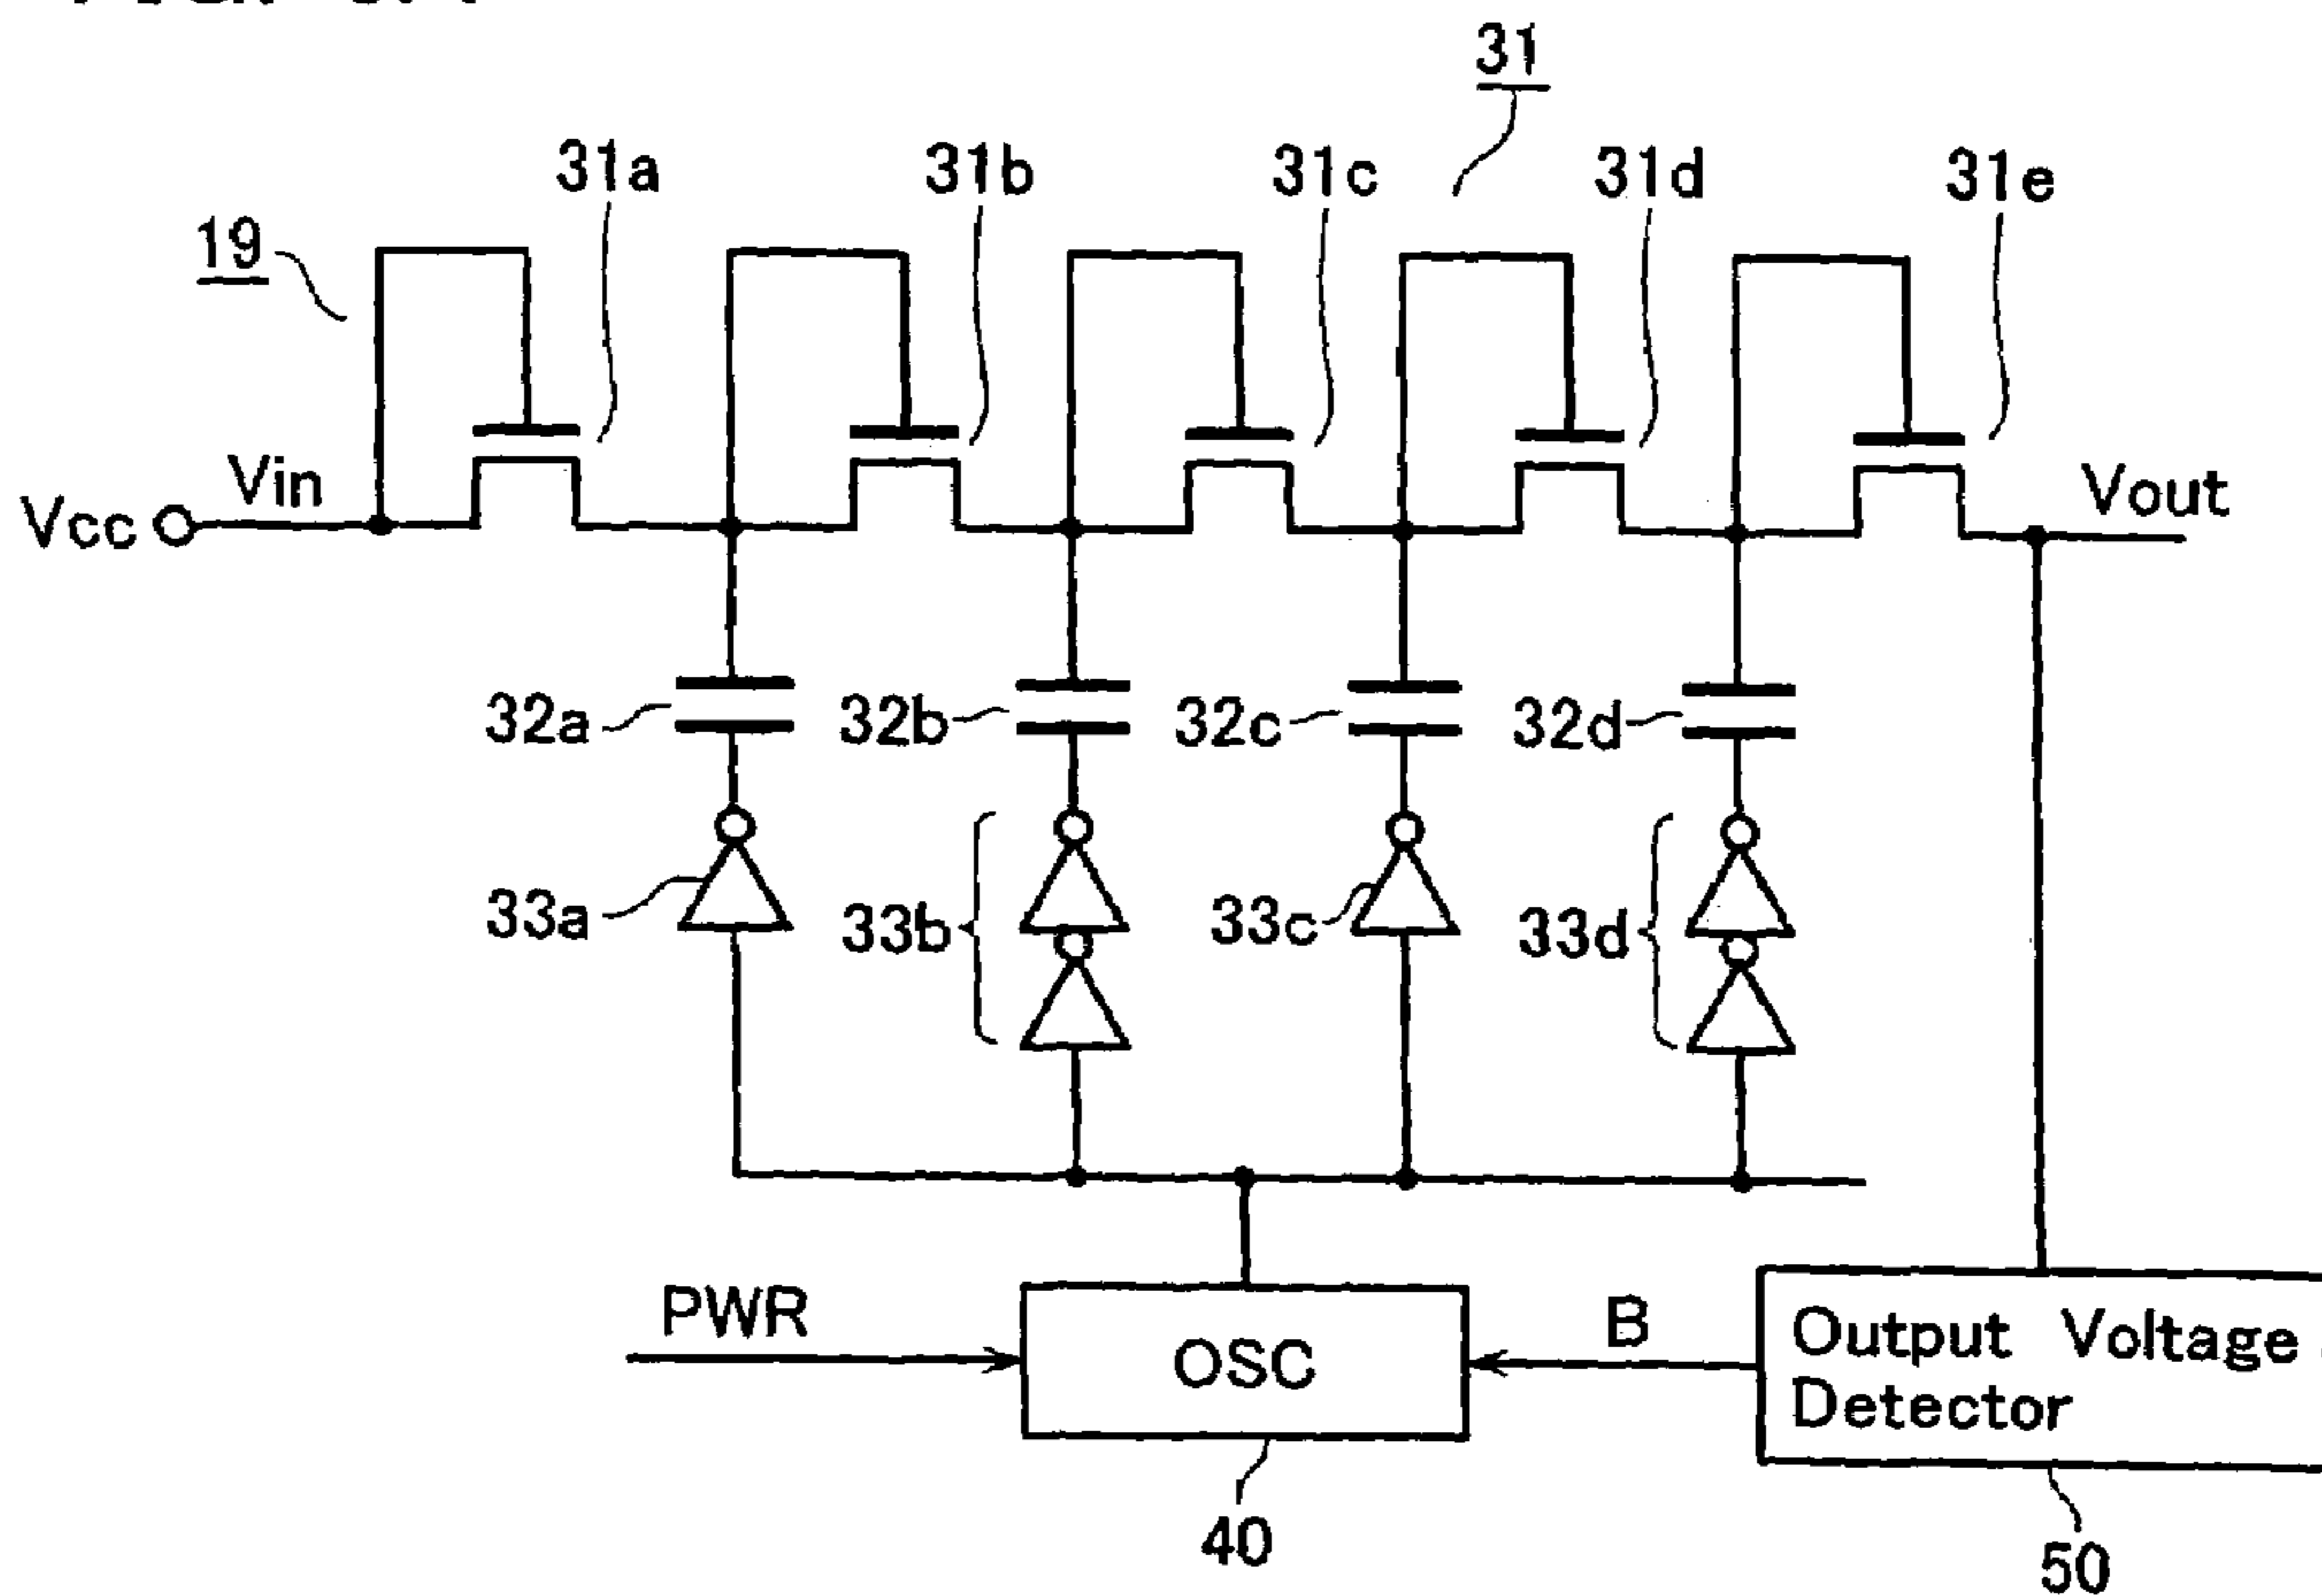 31
31a 31b 31c 31d 31e
19
Vin
Vcc
Vout
32a 32b 32c 32d
33a 33b 33c 33d
PWR
OSC
B
Output Voltage
Detector
40
50